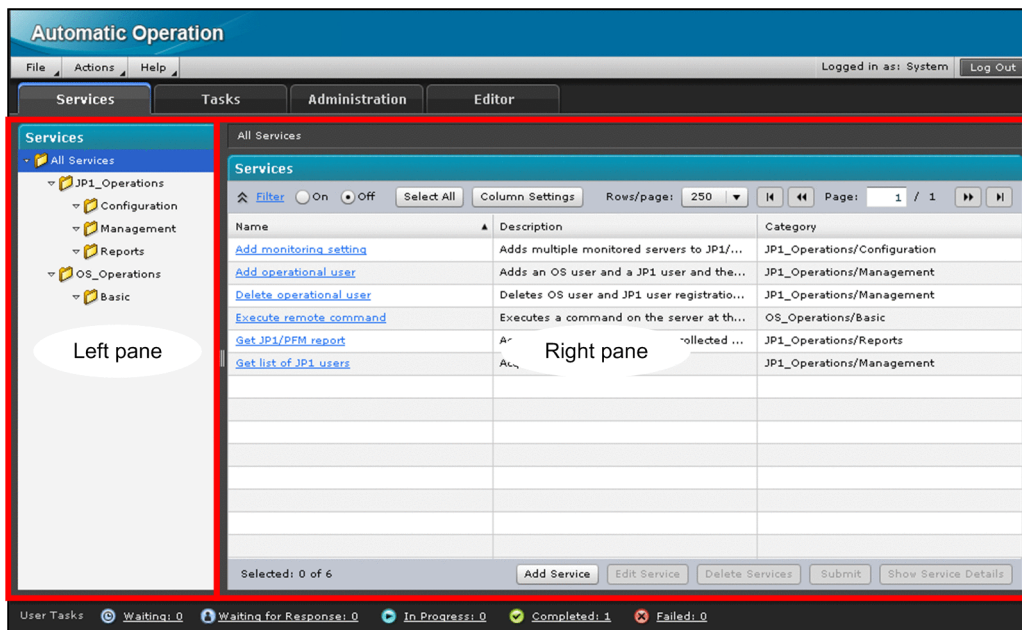 Automatic Operation
File Actions Help Logged in as: System Log Out
Services Tasks Administration Editor
Services
All Services
JP1_Operations
Configuration
Management
Reports
OS_Operations
Basic
Left pane
All Services
Services
Filter On Off Select All Column Settings Rows/page: 250 Page: 1 / 1
Name Description Category
Add monitoring setting Adds multiple monitored servers to JP1/... JP1_Operations/Configuration
Add operational user Adds an OS user and a JP1 user and the... JP1_Operations/Management
Delete operational user Deletes OS user and JP1 user registratio... JP1_Operations/Management
Execute remote command Executes a command on the server at th... OS_Operations/Basic
Get JP1/PFM report ... JP1_Operations/Reports
Get list of JP1 users JP1_Operations/Management
Right pane
Selected: 0 of 6 Add Service Edit Service Delete Services Submit Show Service Details
User Tasks Waiting: 0 Waiting for Response: 0 In Progress: 0 Completed: 1 Failed: 0